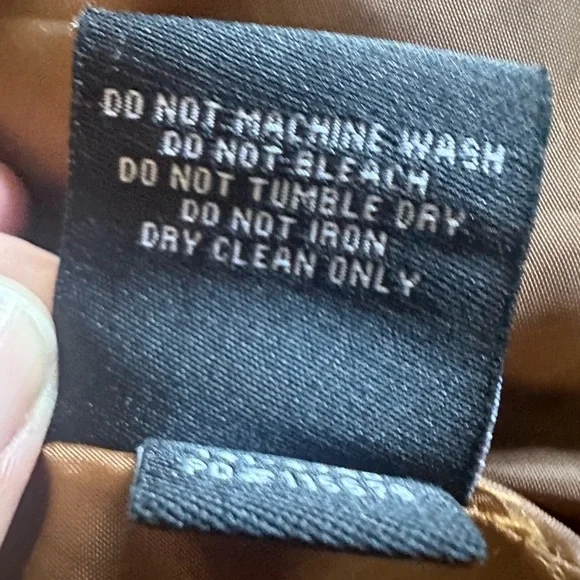 DO NOT MACHINE WASH
DO NOT BLEACH
DO NOT TUMBLE DRY
DO NOT IRON
DRY CLEAN ONLY